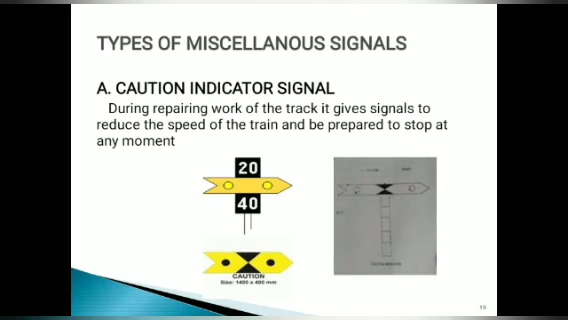 TYPES OF MISCELLANOUS SIGNALS
A. CAUTION INDICATOR SIGNAL
During repairing work of the track it gives signals to
reduce the speed of the train and be prepared to stop at
any moment
20
40
CAUTION
Size: 1400 x 400 mm